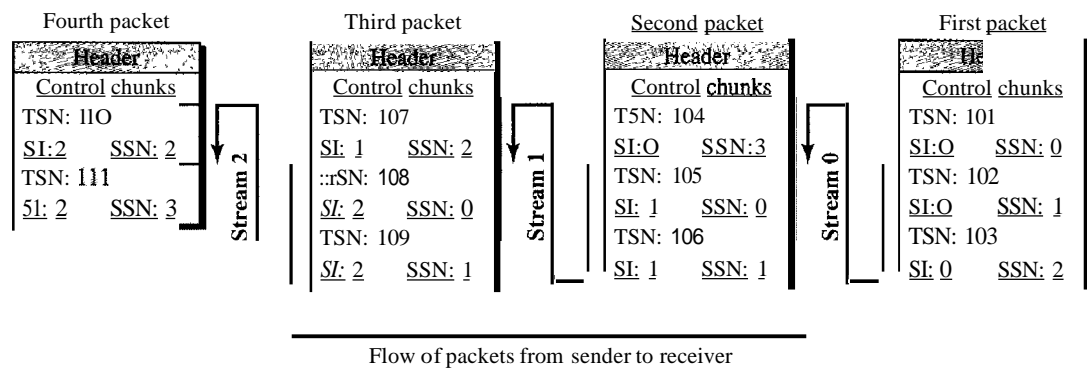 Fourth packet
Header
Control chunks
TSN: 11O
SI:2 SSN: 2
TSN: 111
51: 2 SSN: 3
Stream 2
Third packet
Header
Control chunks
TSN: 107
SI: 1 SSN: 2
::rSN: 108
SI: 2 SSN: 0
TSN: 109
SI: 2 SSN: 1
Stream 1
Second packet
Header
Control chunks
T5N: 104
SI:O SSN:3
TSN: 105
SI: 1 SSN: 0
TSN: 106
SI: 1 SSN: 1
Stream 0
First packet
He
Control chunks
TSN: 101
SI:O SSN: 0
TSN: 102
SI:O SSN: 1
TSN: 103
SI: 0 SSN: 2
Flow of packets from sender to receiver